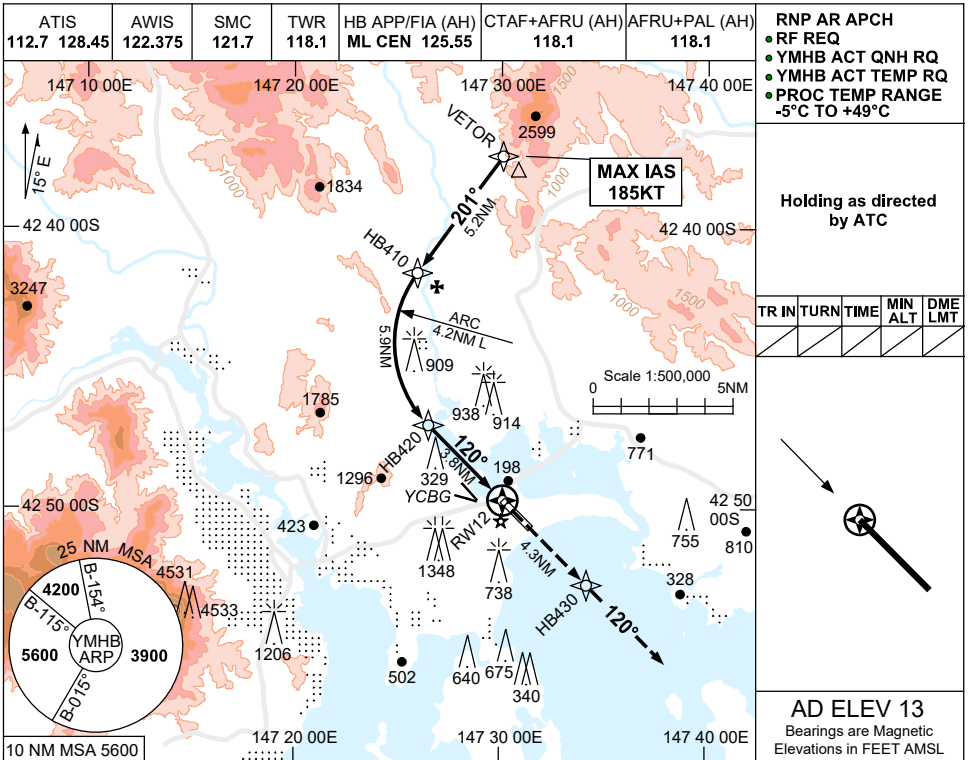 ATIS
112.7 128.45
AWIS
122.375
SMC
121.7
TWR
118.1
HB APP/FIA (AH)
ML CEN 125.55
CTAF+AFRU (AH)
118.1
AFRU+PAL (AH)
118.1
RNP AR APCH
RF REQ
YMHB ACT QNH RQ
YMHB ACT TEMP RQ
PROC TEMP RANGE
-5°C TO +49°C
Holding as directed
by ATC
TR IN
TURN
TIME
MIN
ALT
DME
LMT
147 10 00E
147 20 00E
147 30 00E
147 40 00E
1500
15° E
1000
VETOR
2599
MAX IAS
185KT
1834
1000
201°
5.2NM
42 40 00S
42 40 00S
HB410
3247
1000
1500
ARC
4.2NM L
5.9NM
909
Scale 1:500,000
0
5NM
938
914
1785
HB420
120°
3.8NM
771
1296
329
198
YCBG
42 50 00S
42 50
00S
423
RW12
4.3NM
755
810
1348
738
328
25 NM MSA
4531
4533
4200
B-154°
B-115°
YMHB
ARP
5600
3900
B-015°
1206
HB430
120°
502
640
675
340
10 NM MSA 5600
147 20 00E
147 30 00E
147 40 00E
AD ELEV 13
Bearings are Magnetic
Elevations in FEET AMSL